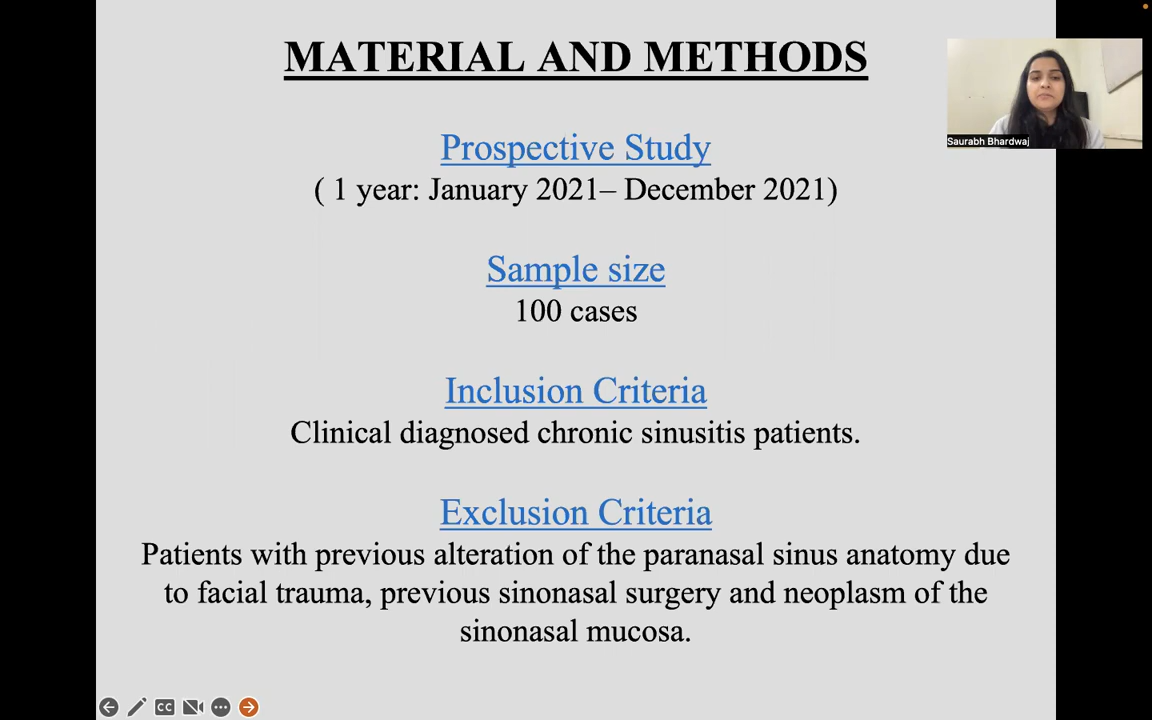 MATERIAL AND METHODS
Saurabh Bhardwaj
Prospective Study
( 1 year: January 2021– December 2021)
Sample size
100 cases
Inclusion Criteria
Clinical diagnosed chronic sinusitis patients.
Exclusion Criteria
Patients with previous alteration of the paranasal sinus anatomy due
to facial trauma, previous sinonasal surgery and neoplasm of the
sinonasal mucosa.
CC